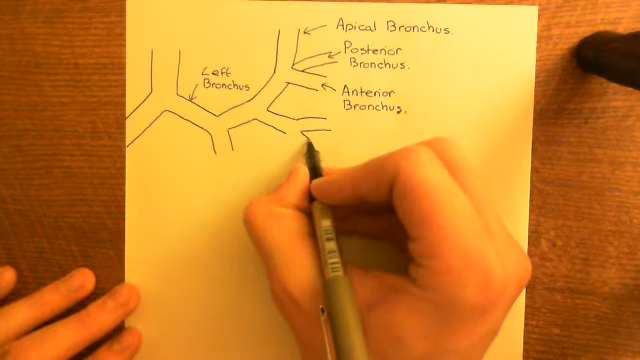 Apical Bronchus.
Posterior
Bronchus.
Left
Bronchus
Anterior
Bronchus.